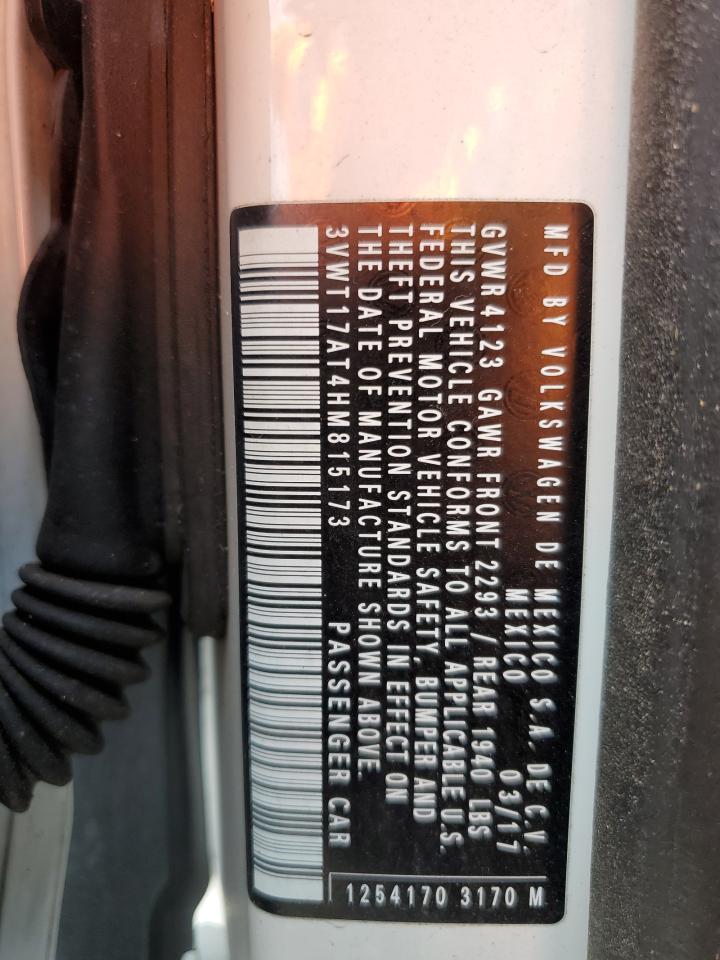 MFD BY VOLKSWAGEN DE MEXICO S.A. DE C.V.
MEXICO 03/17
GVWR 4123 GAWR FRONT 2293 / REAR 1940 LBS
THIS VEHICLE CONFORMS TO ALL APPLICABLE U.S.
FEDERAL MOTOR VEHICLE SAFETY, BUMPER AND
THEFT PREVENTION STANDARDS IN EFFECT ON
THE DATE OF MANUFACTURE SHOWN ABOVE.
3VWT17AT4HM815173 PASSENGER CAR
1254170 3170 M